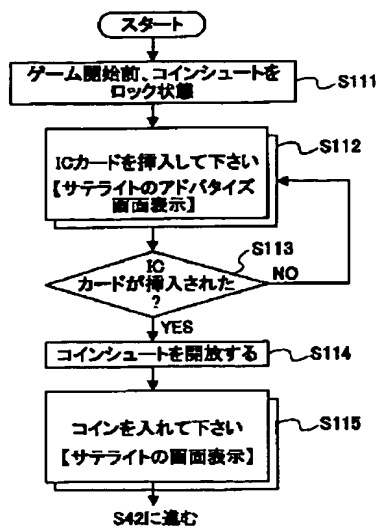 スタート
ゲーム開始前、コインシュートを
ロック状態
S111
ICカードを挿入して下さい
【サテライトのアドバタイズ
画面表示】
S112
IC
カードが挿入された
?
S113
NO
YES
コインシュートを開放する
S114
コインを入れて下さい
【サテライトの画面表示】
S115
S42に進む